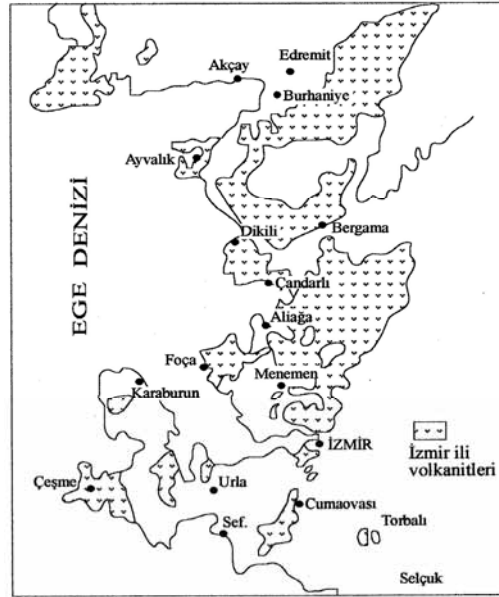 Edremit
Akçay
Burhaniye
Ayvalık
Dikili
Bergama
EGE DENİZİ
Çandarlı
Aliağa
Foça
Menemen
Karaburun
İZMİR
İzmir ili
volkanitleri
Çeşme
Urla
Cumaovası
Torbalı
Sef.
Selçuk